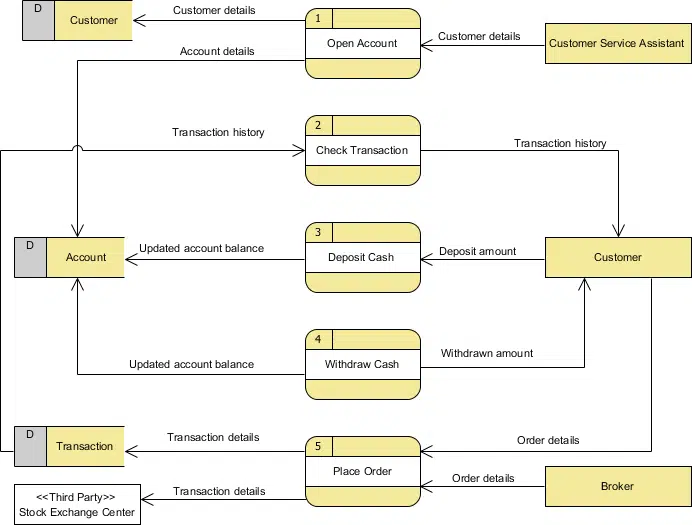 D
Customer
Customer details
1
Open Account
Customer details
Customer Service Assistant
Account details
Transaction history
2
Check Transaction
Transaction history
D
Account
Updated account balance
3
Deposit Cash
Deposit amount
Customer
Updated account balance
4
Withdraw Cash
Withdrawn amount
D
Transaction
Transaction details
5
Place Order
Order details
Order details
Broker
Transaction details
<<Third Party>>
Stock Exchange Center